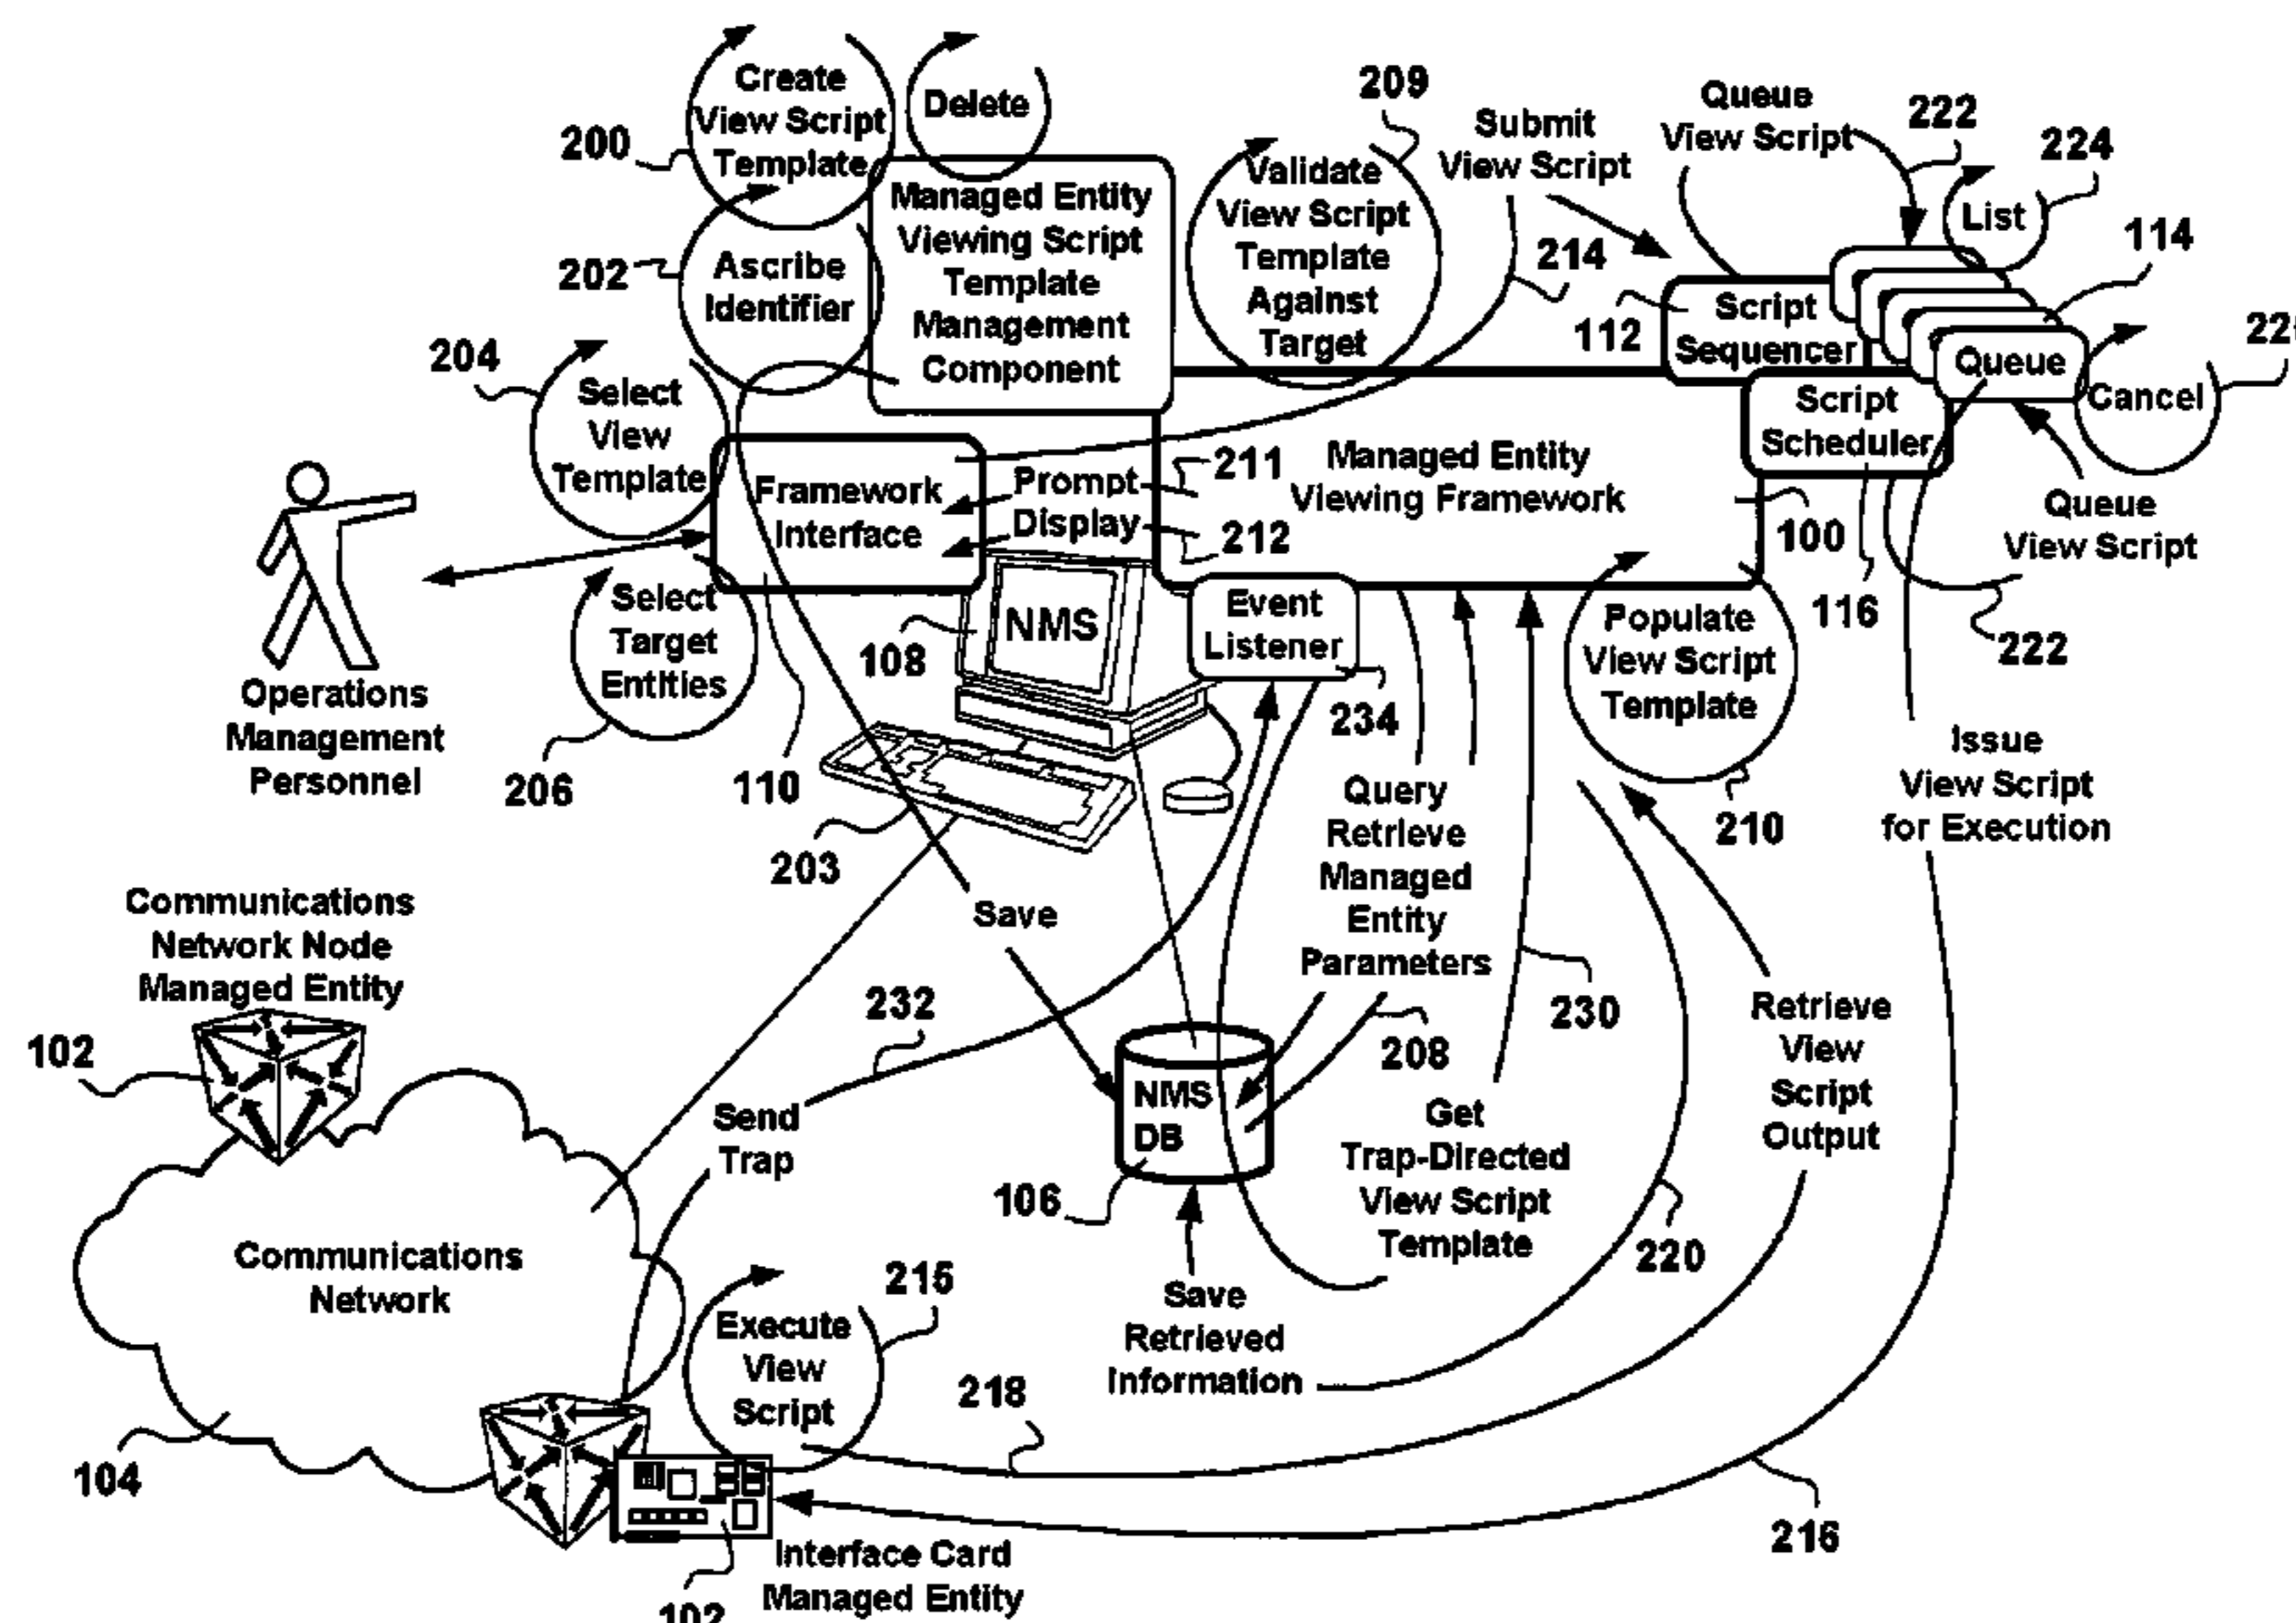 Create
View Script
Template
200
Delete
Managed Entity
Viewing Script
Template
Management
Component
202
Ascribe
Identifier
204
Select
View
Template
209
Validate
View Script
Template
Against
Target
Submit
View Script
214
Queue
View Script
222
224
List
114
112
Script
Sequencer
Queue
Cancel
Script
Scheduler
Queue
View Script
222
116
100
Managed Entity
Viewing Framework
211
Prompt
Display
212
Framework
Interface
Select
Target
Entities
206
110
Operations
Management
Personnel
NMS
108
203
Event
Listener
234
Populate
View Script
Template
210
Issue
View Script
for Execution
Query
Retrieve
Managed
Entity
Parameters
208
230
Save
232
Communications
Network Node
Managed Entity
102
Send
Trap
NMS
DB
106
Get
Trap-Directed
View Script
Template
Retrieve
View
Script
Output
220
Communications
Network
104
215
Execute
View
Script
Save
Retrieved
Information
218
216
Interface Card
Managed Entity
102